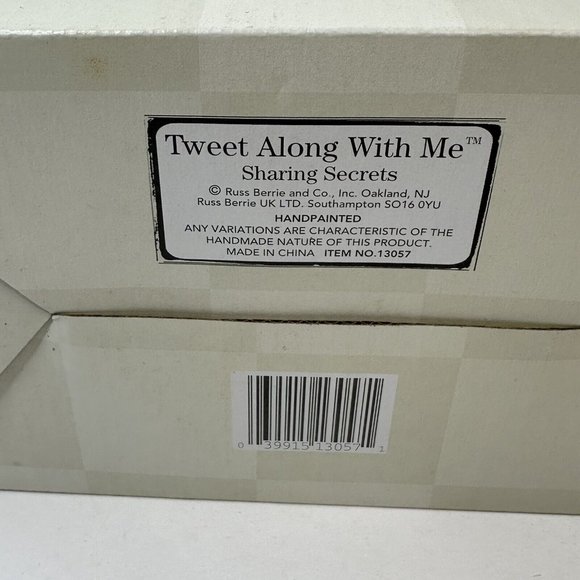 Tweet Along With Me™
Sharing Secrets
© Russ Berrie and Co., Inc. Oakland, NJ
Russ Berrie UK LTD. Southampton SO16 0YU
HANDPAINTED
ANY VARIATIONS ARE CHARACTERISTIC OF THE
HANDMADE NATURE OF THIS PRODUCT.
MADE IN CHINA ITEM NO.13057
0 39915 13057 1